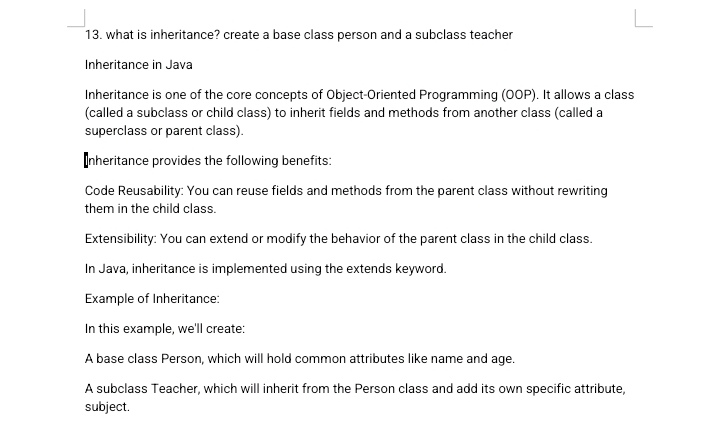 13. what is inheritance? create a base class person and a subclass teacher
Inheritance in Java
Inheritance is one of the core concepts of Object-Oriented Programming (OOP). It allows a class
(called a subclass or child class) to inherit fields and methods from another class (called a
superclass or parent class).
Inheritance provides the following benefits:
Code Reusability: You can reuse fields and methods from the parent class without rewriting
them in the child class.
Extensibility: You can extend or modify the behavior of the parent class in the child class.
In Java, inheritance is implemented using the extends keyword.
Example of Inheritance:
In this example, we'll create:
A base class Person, which will hold common attributes like name and age.
A subclass Teacher, which will inherit from the Person class and add its own specific attribute,
subject.